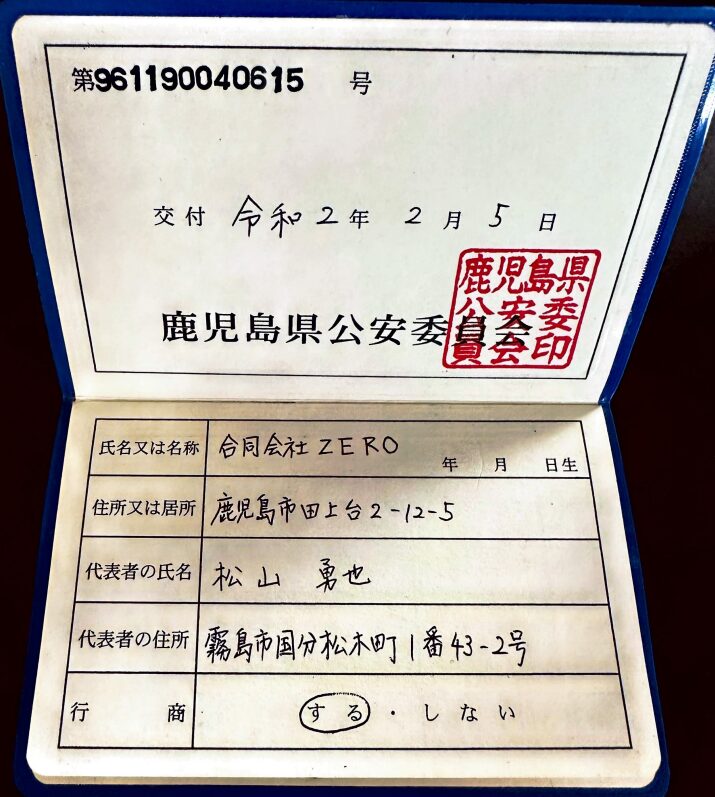 第961190040615 号
交付 令和2年 2月 5日
鹿児島県公安委員会
鹿児島県
公安委
員会印
氏名又は名称 合同会社ZERO 年 月 日生
住所又は居所 鹿児島市田上台2-12-5
代表者の氏名 松山 勇也
代表者の住所 霧島市国分松木町1番43-2号
行商 する・しない